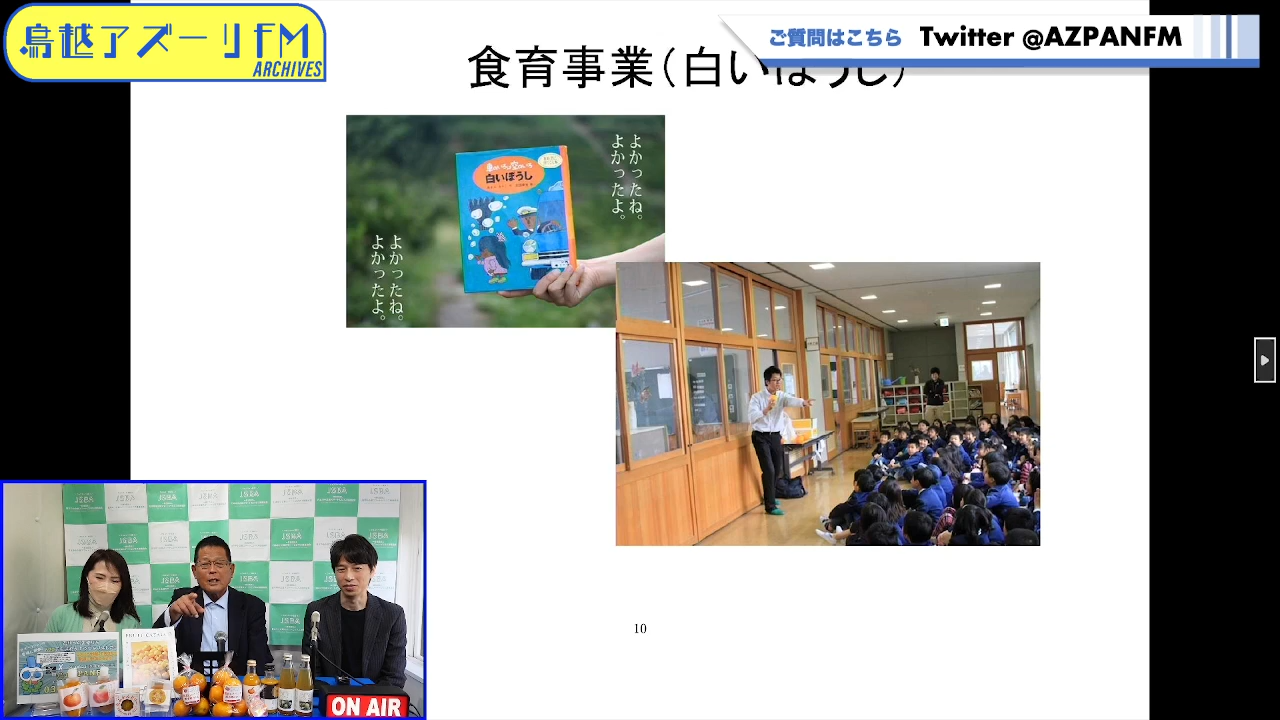 鳥越アズーリFM
ARCHIVES
ご質問はこちら Twitter @AZPANFM
食育事業（白いぼうし）
よかったね。
よかったよ。
白いぼうし
よかったね。
よかったよ。
10
JSBA
ON AIR